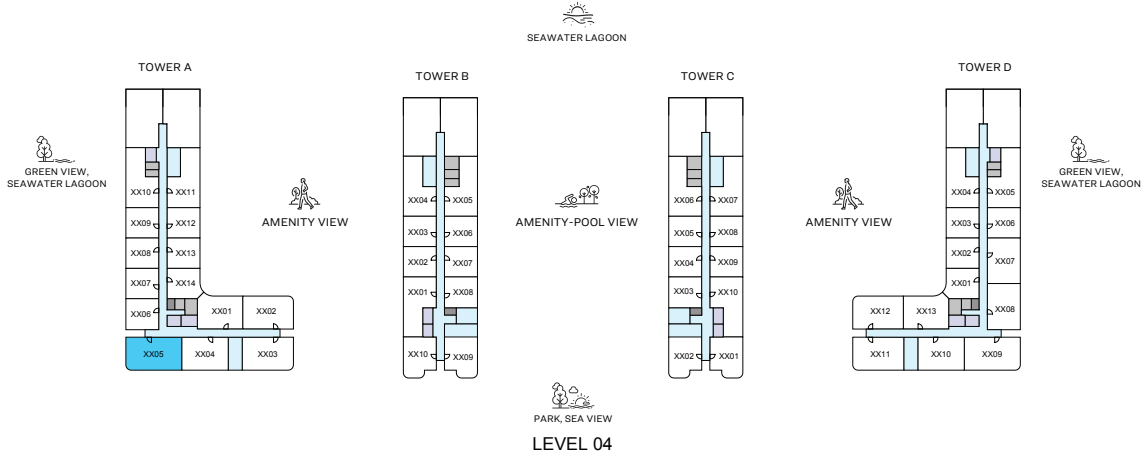 SEAWATER LAGOON
TOWER A
TOWER B
TOWER C
TOWER D
GREEN VIEW,
SEAWATER LAGOON
AMENITY VIEW
AMENITY-POOL VIEW
AMENITY VIEW
GREEN VIEW,
SEAWATER LAGOON
XX10 XX11
XX09 XX12
XX08 XX13
XX07 XX14
XX06 XX01 XX02
XX05 XX04 XX03
XX04 XX05
XX03 XX06
XX02 XX07
XX01 XX08
XX10 XX09
XX06 XX07
XX05 XX08
XX04 XX09
XX03 XX10
XX02 XX01
XX04 XX05
XX03 XX06
XX02 XX07
XX01
XX12 XX13 XX08
XX11 XX10 XX09
PARK, SEA VIEW
LEVEL 04